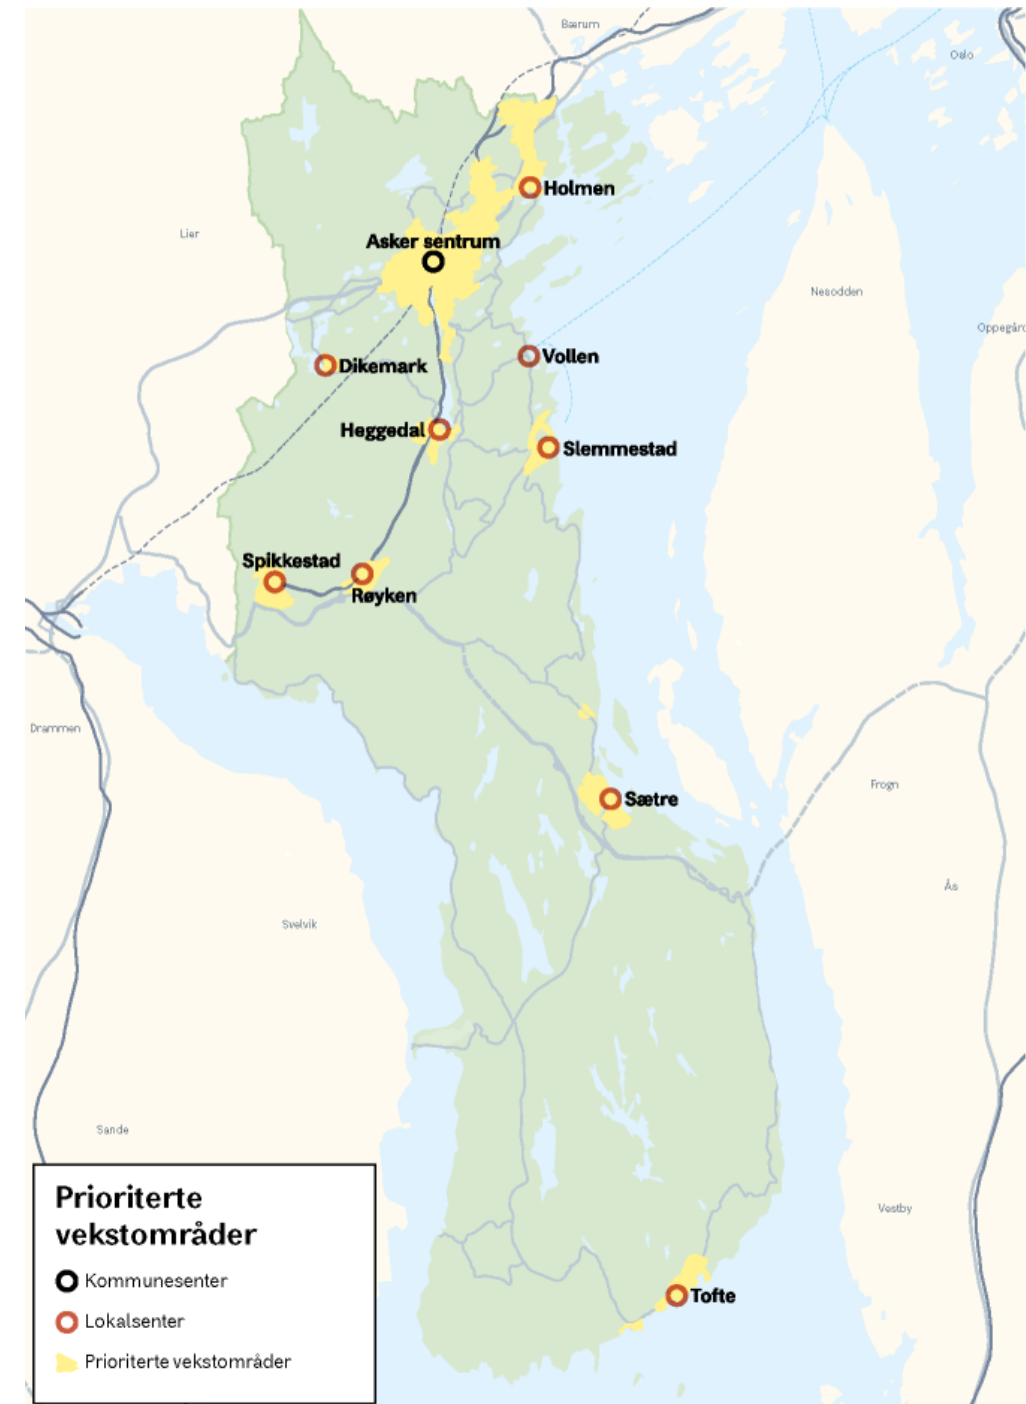 Bærum
Oslo
Holmen
Lier
Asker sentrum
Nesodden
Oppegård
Vollen
Dikemark
Heggedal
Slemmestad
Spikkestad
Røyken
Drammen
Frogn
Sætre
Ås
Svelvik
Sande
Vestby
Tofte
Prioriterte
vekstområder
Kommunesenter
Lokalsenter
Prioriterte vekstområder